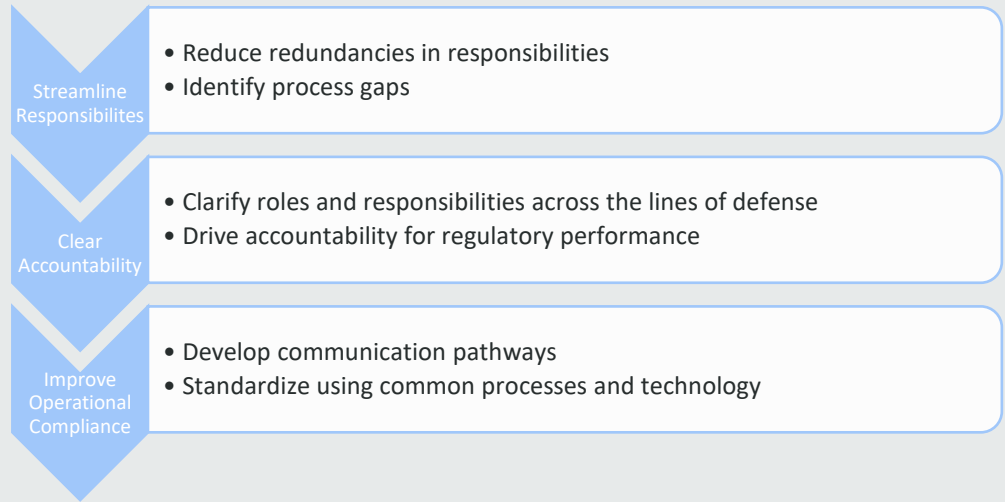 Streamline
Responsibilites
• Reduce redundancies in responsibilities
• Identify process gaps
Clear
Accountability
• Clarify roles and responsibilities across the lines of defense
• Drive accountability for regulatory performance
Improve
Operational
Compliance
• Develop communication pathways
• Standardize using common processes and technology